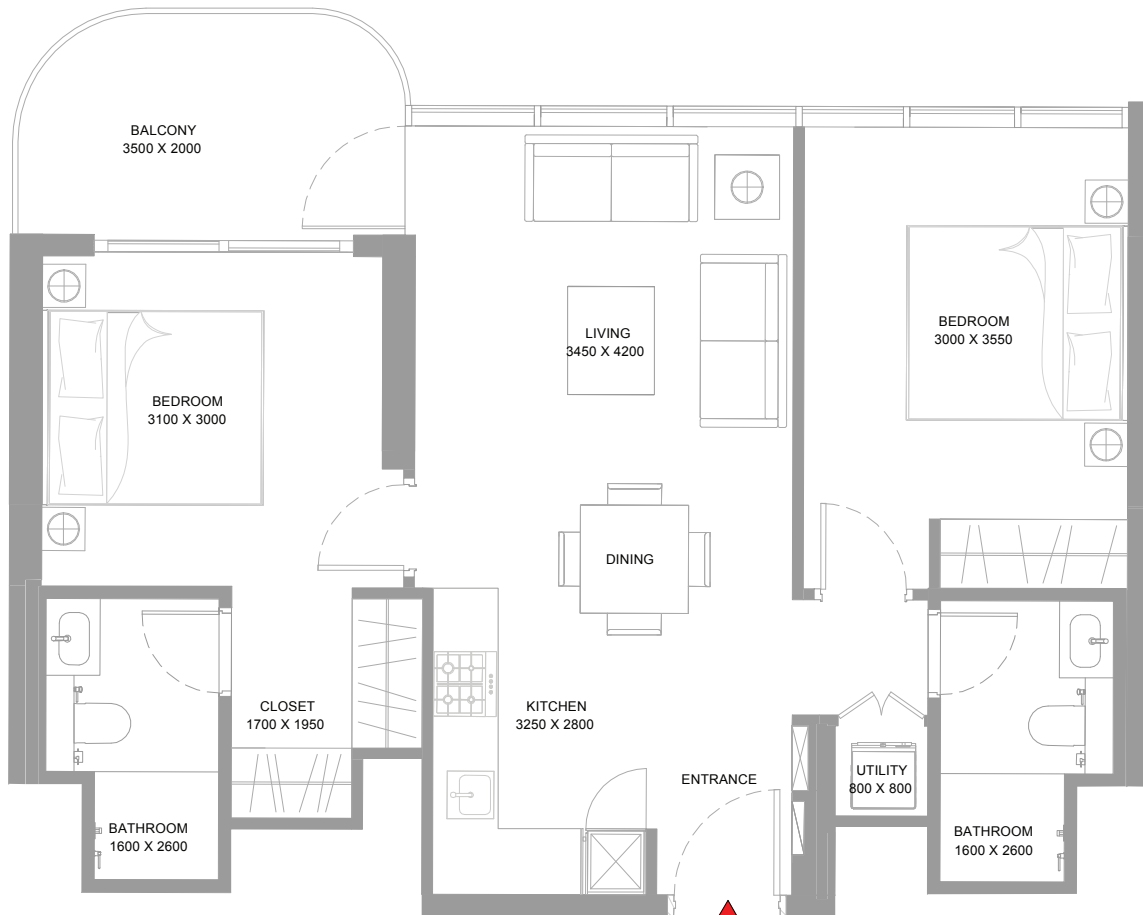 BALCONY
3500 X 2000
LIVING
3450 X 4200
BEDROOM
3000 X 3550
BEDROOM
3100 X 3000
DINING
CLOSET
1700 X 1950
KITCHEN
3250 X 2800
ENTRANCE
UTILITY
800 X 800
BATHROOM
1600 X 2600
BATHROOM
1600 X 2600